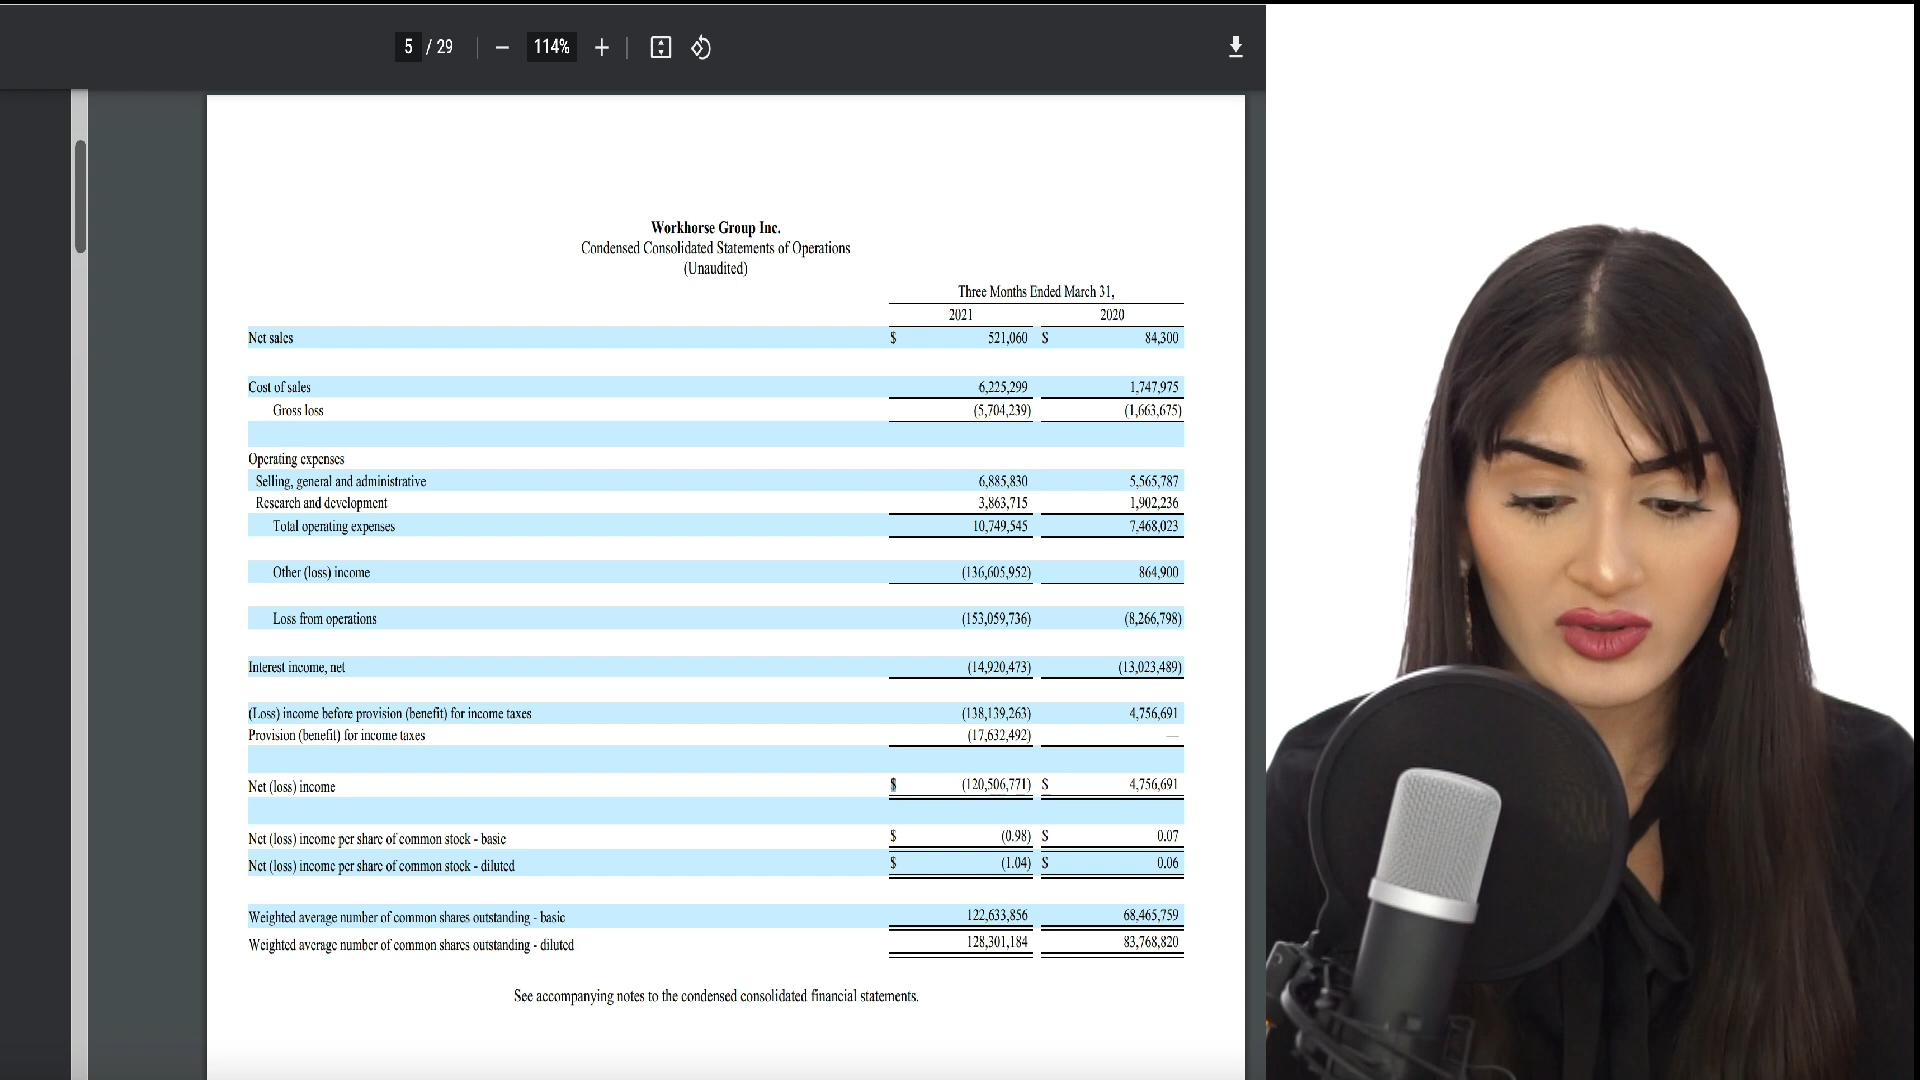 5 / 29 − 114% +
Workhorse Group Inc.
Condensed Consolidated Statements of Operations
(Unaudited)
Three Months Ended March 31,
2021 2020
Net sales $ 521,060 $ 84,300
Cost of sales 6,225,299 1,747,975
Gross loss (5,704,239) (1,663,675)
Operating expenses
Selling, general and administrative 6,885,830 5,565,787
Research and development 3,863,715 1,902,236
Total operating expenses 10,749,545 7,468,023
Other (loss) income (136,605,952) 864,900
Loss from operations (153,059,736) (8,266,798)
Interest income, net (14,920,473) (13,023,489)
(Loss) income before provision (benefit) for income taxes (138,139,263) 4,756,691
Provision (benefit) for income taxes (17,632,492) —
Net (loss) income $ (120,506,771) $ 4,756,691
Net (loss) income per share of common stock - basic $ (0.98) $ 0.07
Net (loss) income per share of common stock - diluted $ (1.04) $ 0.06
Weighted average number of common shares outstanding - basic 122,633,856 68,465,759
Weighted average number of common shares outstanding - diluted 128,301,184 83,768,820
See accompanying notes to the condensed consolidated financial statements.